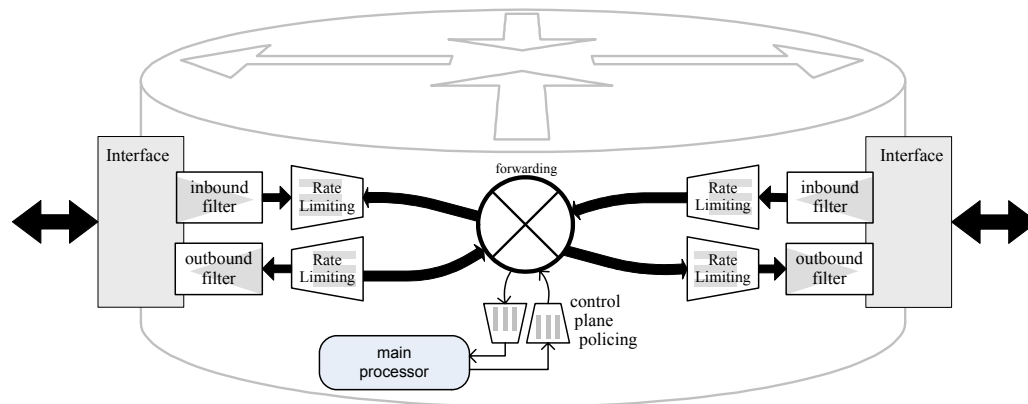 forwarding
Interface
inbound
filter
Rate
Limiting
outbound
filter
Rate
Limiting
Rate
Limiting
inbound
filter
Rate
Limiting
outbound
filter
Interface
control
plane
policing
main
processor